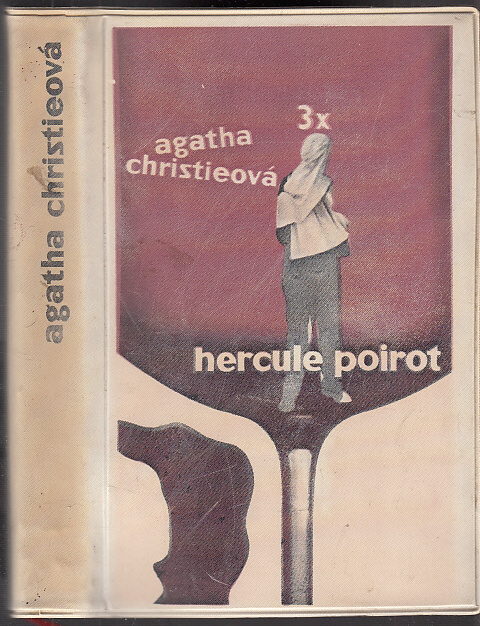 agatha christieová
3x
agatha
christieová
hercule poirot